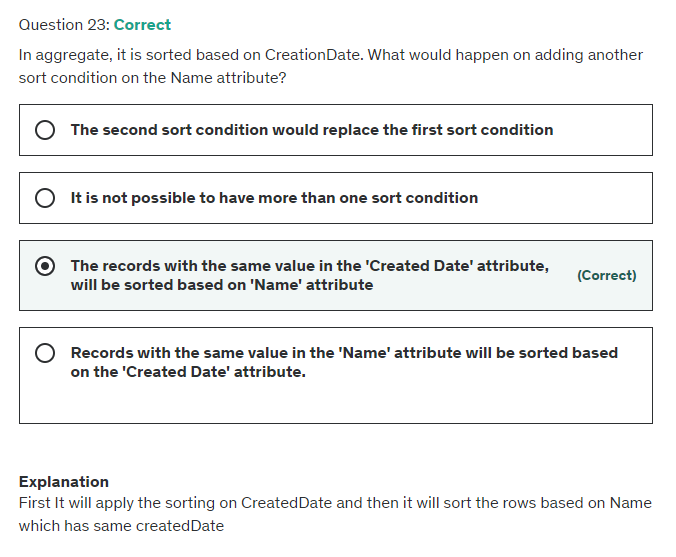 Question 23: Correct
In aggregate, it is sorted based on CreationDate. What would happen on adding another
sort condition on the Name attribute?
The second sort condition would replace the first sort condition
It is not possible to have more than one sort condition
The records with the same value in the 'Created Date' attribute,
will be sorted based on 'Name' attribute
(Correct)
Records with the same value in the 'Name' attribute will be sorted based
on the 'Created Date' attribute.
Explanation
First It will apply the sorting on CreatedDate and then it will sort the rows based on Name
which has same createdDate